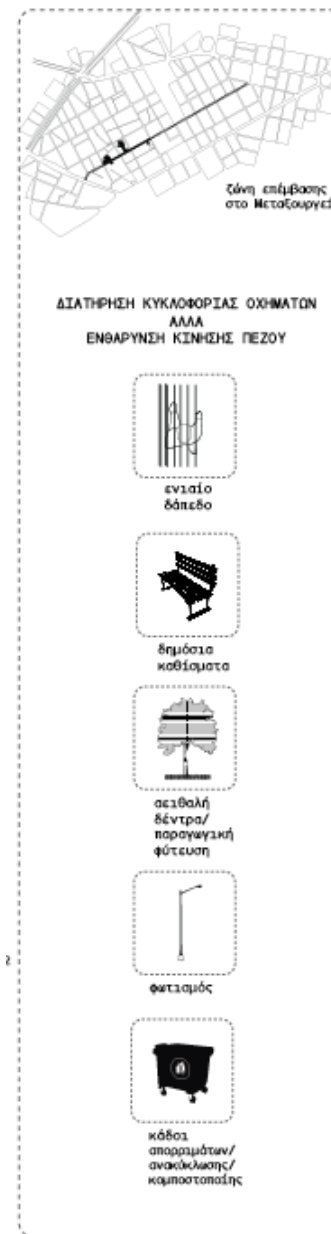 ζώνη επέμβασης
στο Μεταξουργεί
ΔΙΑΤΗΡΗΣΗ ΚΥΚΛΟΦΟΡΙΑΣ ΟΧΗΜΑΤΩΝ
ΑΛΛΑ
ΕΝΘΑΡΥΝΣΗ ΚΙΝΗΣΗΣ ΠΕΖΟΥ
ενιαίο
δάπεδο
δημόσια
καθίσματα
αειθαλή
δέντρα/
παραγωγική
φύτευση
φωτισμός
κάδοι
απορριμάτων/
ανακύκλωσης/
κομποστοποίης